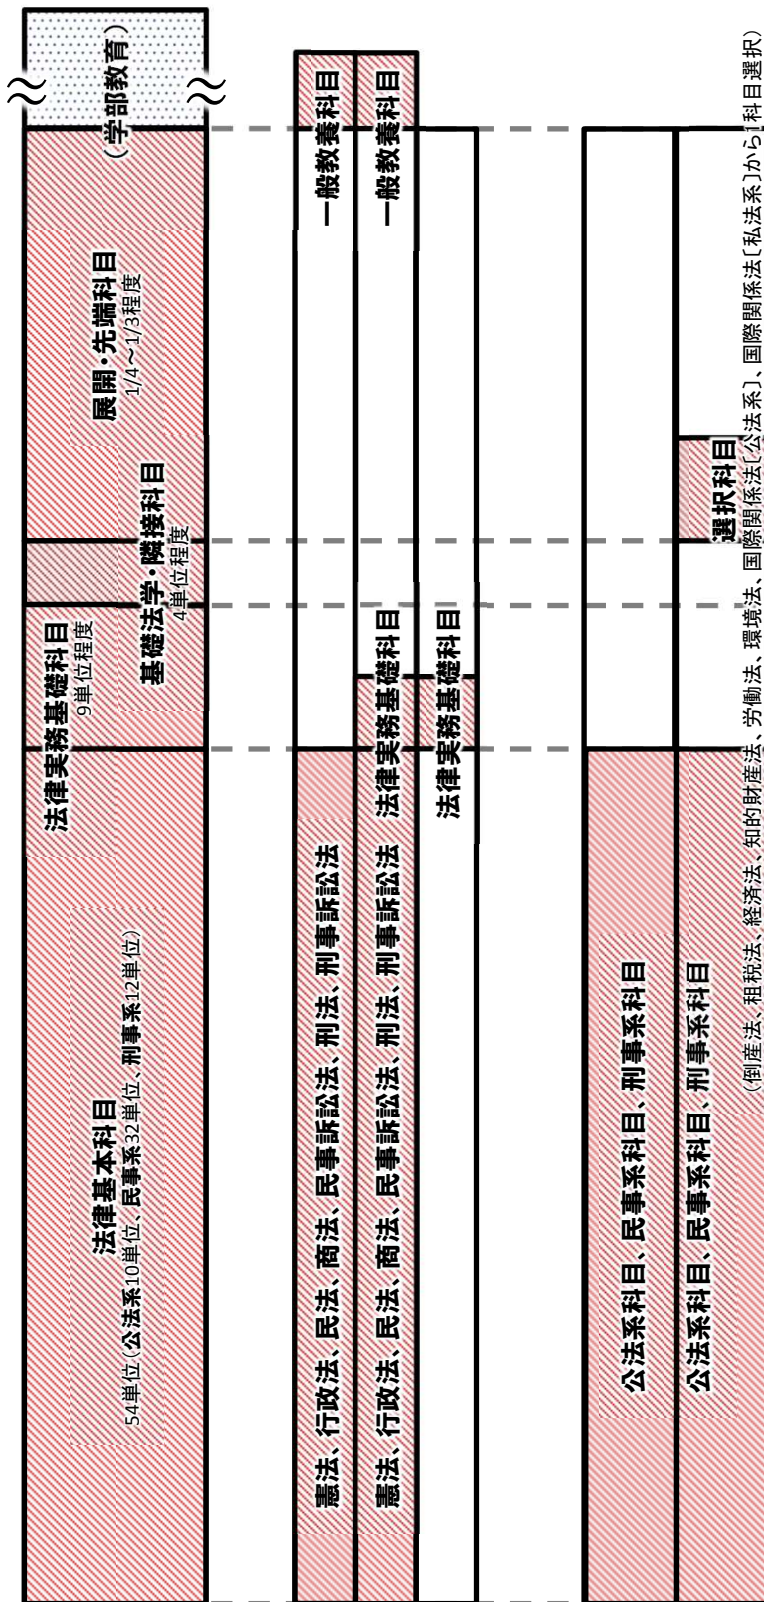 法律基本科目
54単位(公法系10単位、民事系32単位、刑事系12単位)
法律実務基礎科目
9単位程度
基礎法学・隣接科目
4単位程度
展開・先端科目
1/4～1/3程度
(学部教育)
憲法、行政法、民法、商法、民事訴訟法、刑法、刑事訴訟法
一般教養科目
憲法、行政法、民法、商法、民事訴訟法、刑法、刑事訴訟法
法律実務基礎科目
一般教養科目
法律実務基礎科目
公法系科目、民事系科目、刑事系科目
公法系科目、民事系科目、刑事系科目
選択科目
(倒産法、租税法、経済法、知的財産法、労働法、環境法、国際関係法〔公法系〕、国際関係法〔私法系〕から1科目選択)